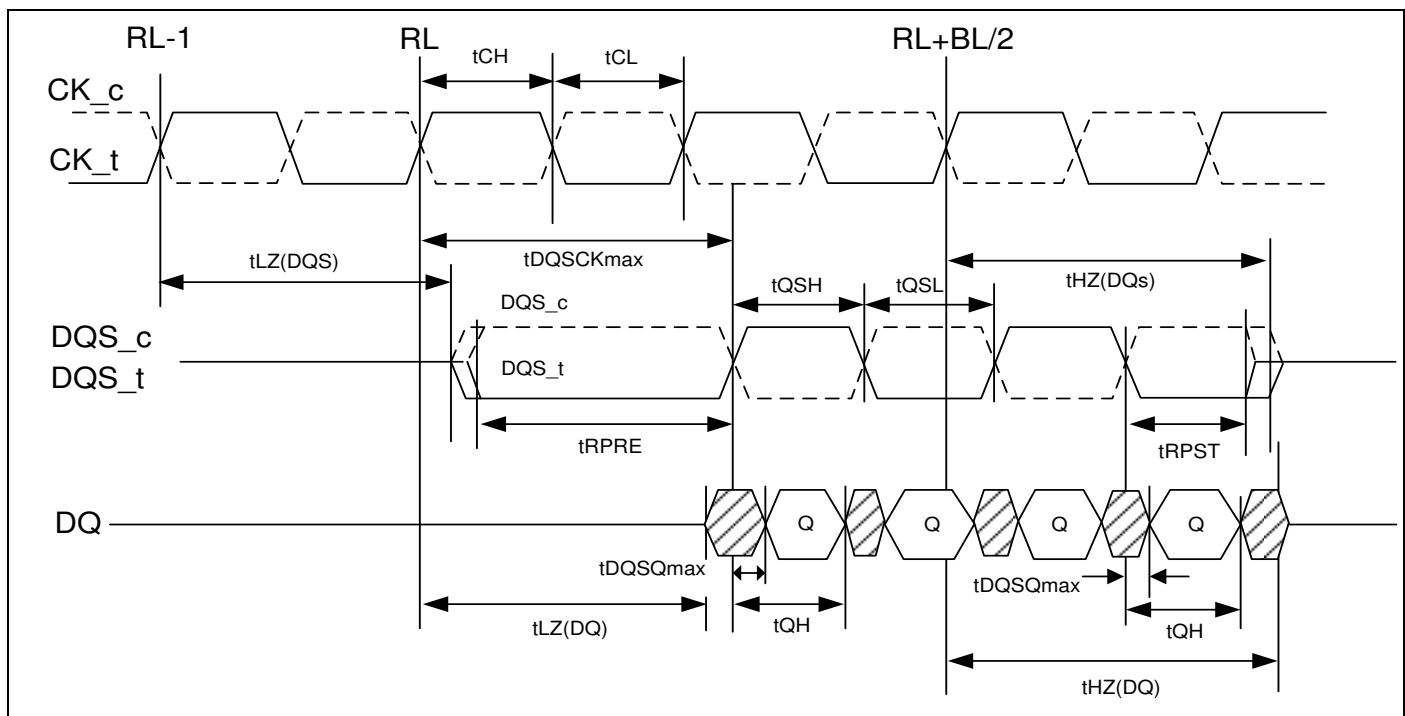 RL-1
RL
RL+BL/2
tCH
tCL
CK_c
CK_t
tLZ(DQS)
tDQSCKmax
tHZ(DQs)
tQSH
tQSL
DQS_c
DQS_c
DQS_t
DQS_t
tRPRE
tRPST
DQ
Q
Q
Q
Q
tDQSQmax
tDQSQmax
tLZ(DQ)
tQH
tQH
tHZ(DQ)